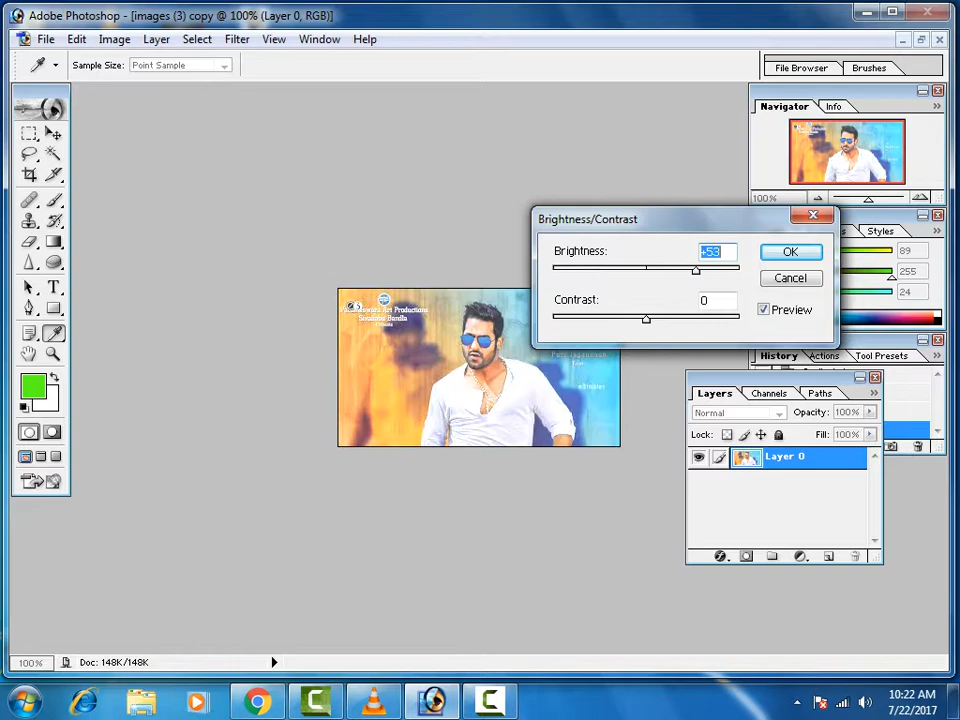 Adobe Photoshop - [images (3) copy @ 100% (Layer 0, RGB)]
File Edit Image Layer Select Filter View Window Help
Sample Size: Point Sample
File Browser Brushes
Navigator Info
100%
Styles
89
255
24
Brightness/Contrast
Brightness: +53
OK
Cancel
Contrast: 0
Preview
Art Productions
History Actions Tool Presets
Layers Channels Paths
Normal Opacity: 100%
Lock: Fill: 100%
Layer 0
100% Doc: 148K/148K
10:22 AM
7/22/2017